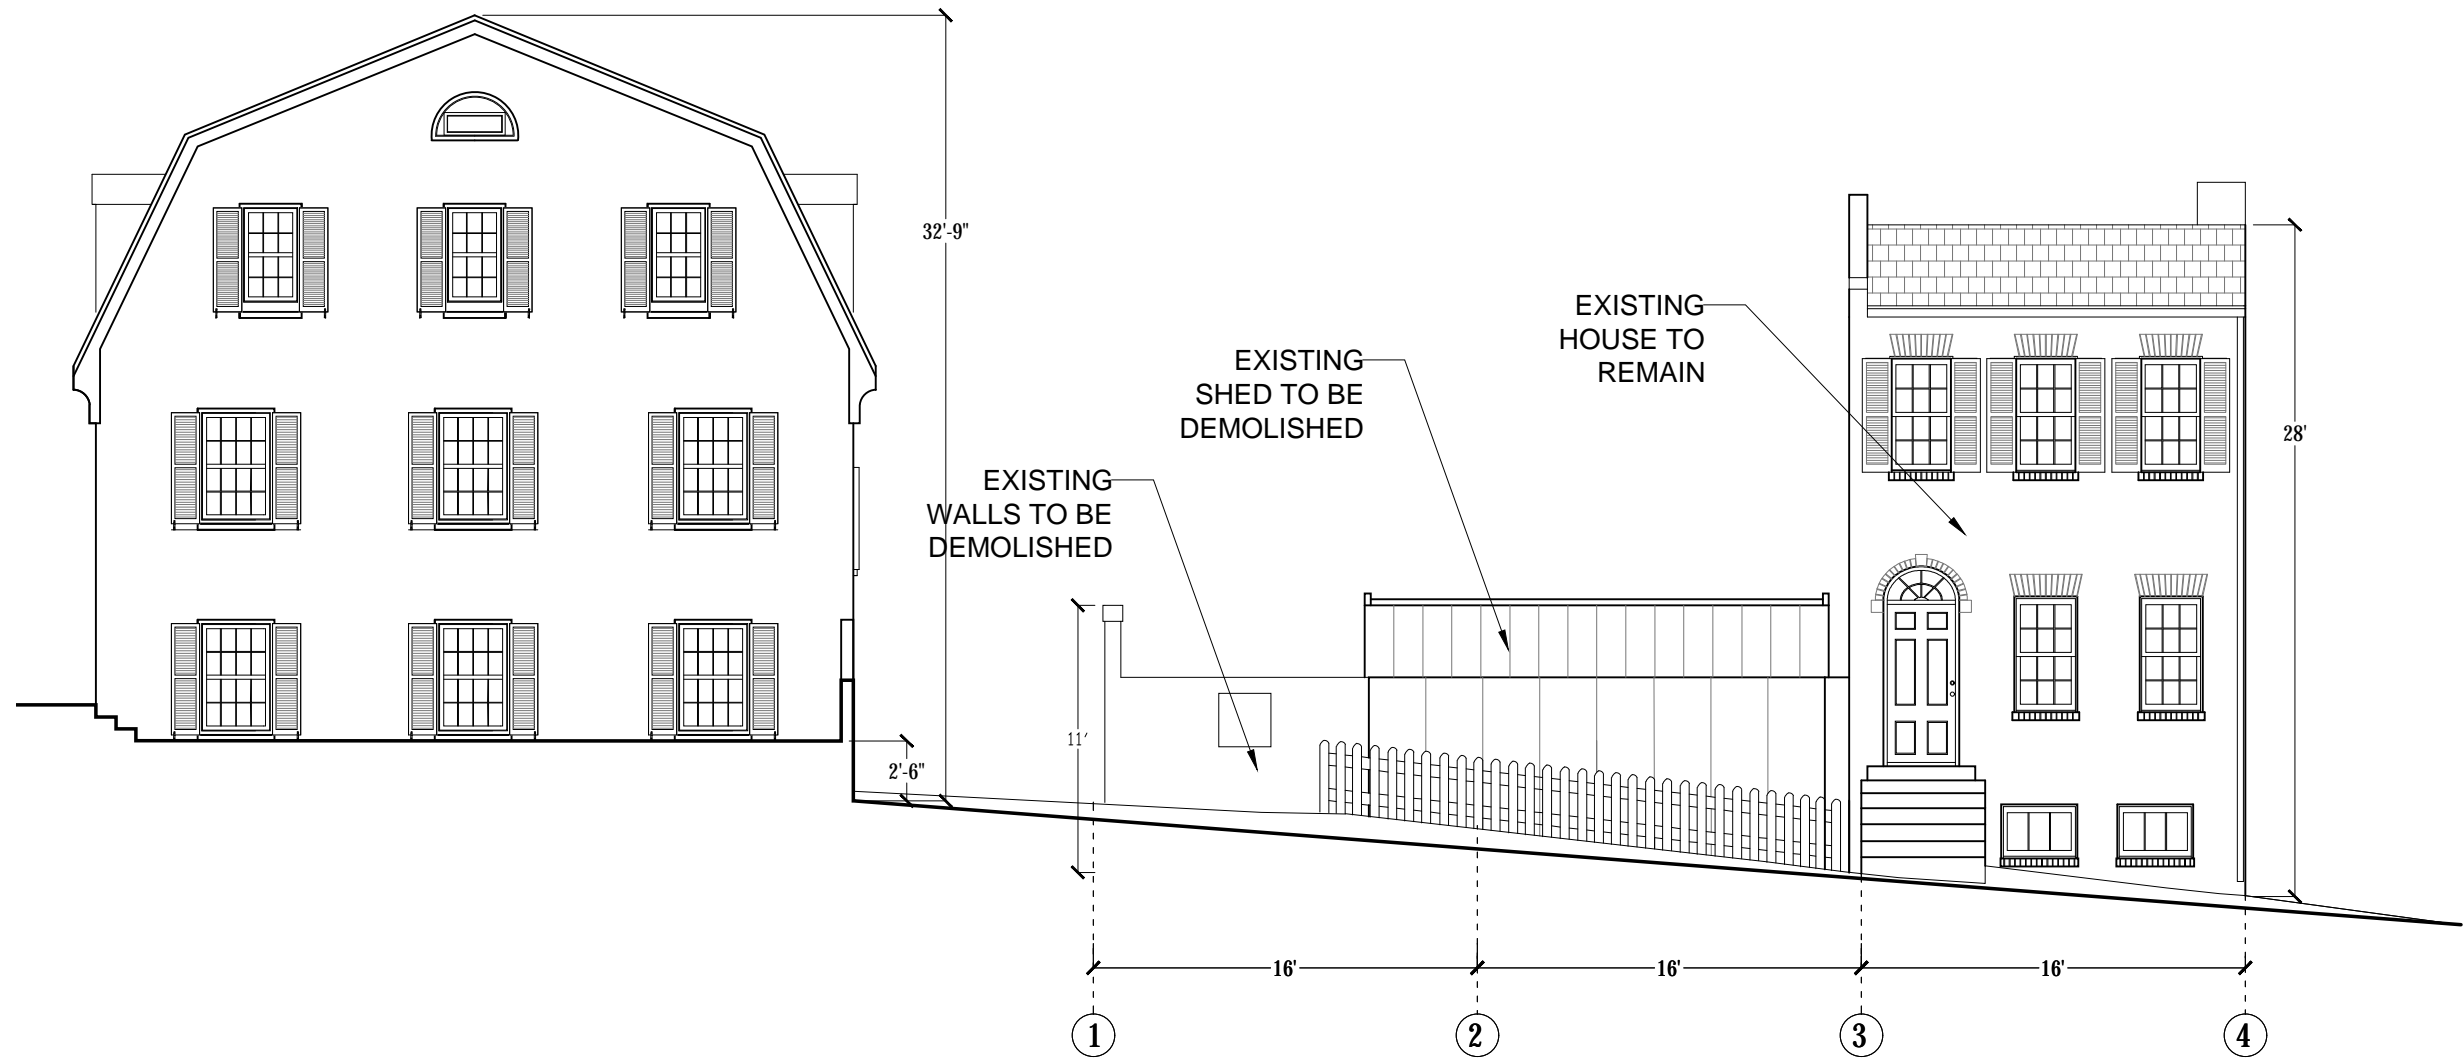 32'-9"
EXISTING
HOUSE TO
REMAIN
EXISTING
SHED TO BE
DEMOLISHED
28'
EXISTING
WALLS TO BE
DEMOLISHED
11'
2'-6"
16'
16'
16'
1
2
3
4